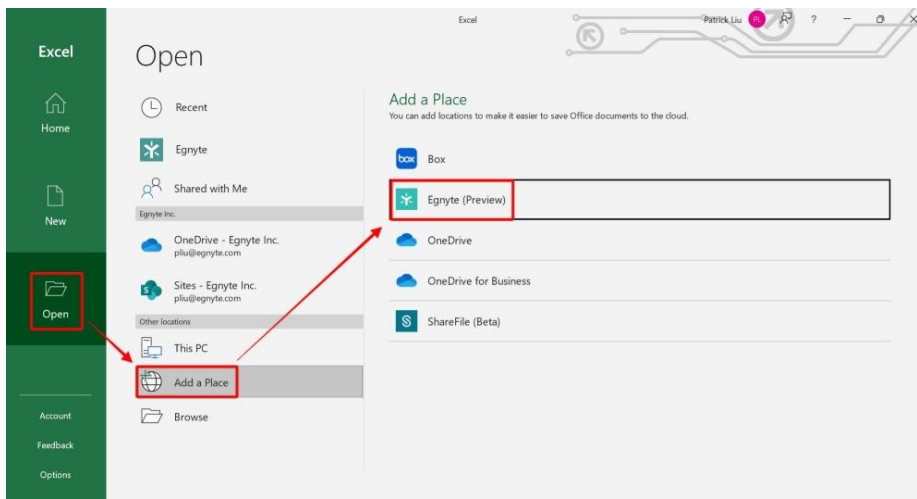 Excel
Patrick Liu
PL
?
Excel
Home
New
Open
Account
Feedback
Options
Open
Recent
Egnyte
Shared with Me
Egnyte Inc.
OneDrive - Egnyte Inc.
pliu@egnyte.com
Sites - Egnyte Inc.
pliu@egnyte.com
Other locations
This PC
Add a Place
Browse
Add a Place
You can add locations to make it easier to save Office documents to the cloud.
box
Box
Egnyte (Preview)
OneDrive
OneDrive for Business
ShareFile (Beta)